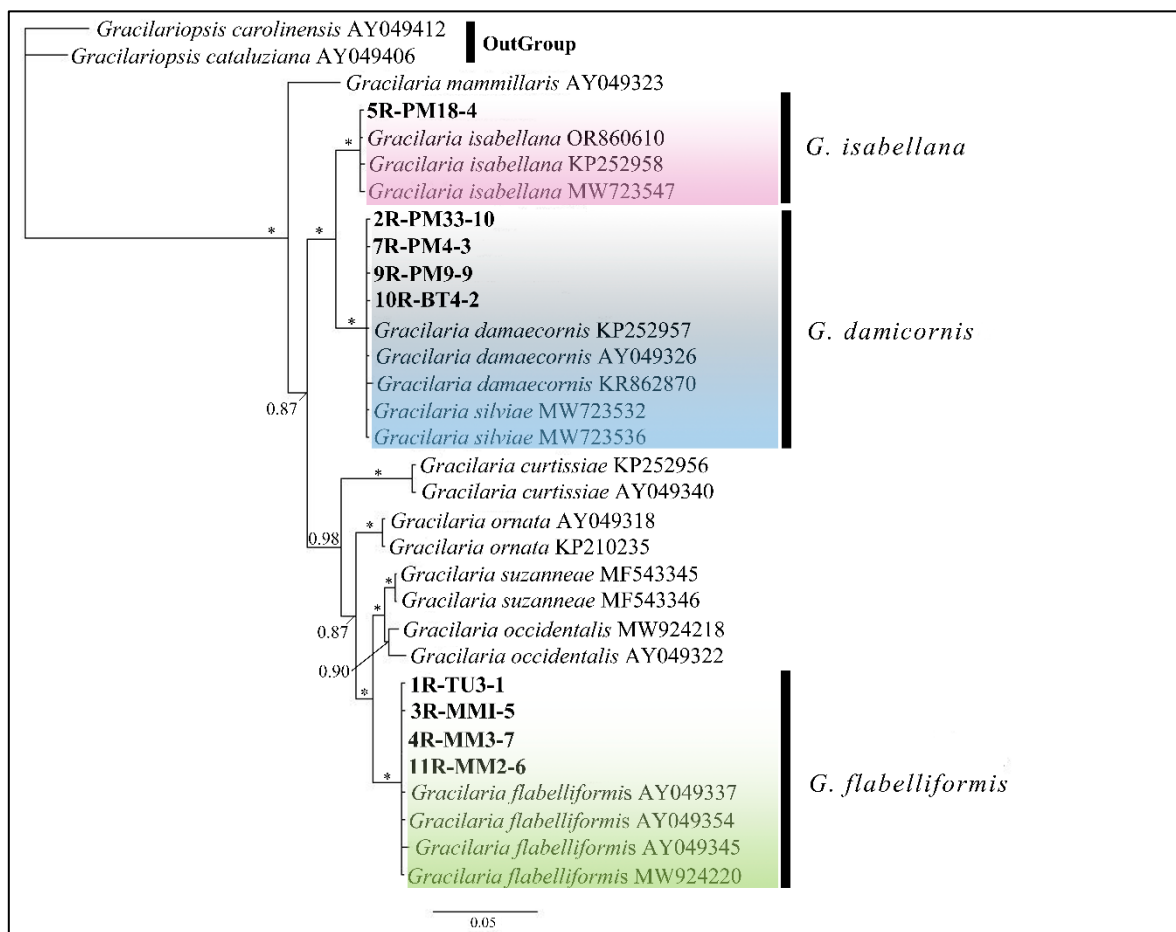 Gracilariopsis carolinensis AY049412
Gracilariopsis cataluziana AY049406
OutGroup
Gracilaria mammillaris AY049323
*
5R-PM18-4
Gracilaria isabellana OR860610
Gracilaria isabellana KP252958
Gracilaria isabellana MW723547
G. isabellana
*
*
2R-PM33-10
7R-PM4-3
9R-PM9-9
10R-BT4-2
*
Gracilaria damaecornis KP252957
Gracilaria damaecornis AY049326
Gracilaria damaecornis KR862870
Gracilaria silviae MW723532
Gracilaria silviae MW723536
G. damicornis
0.87
*
Gracilaria curtissiae KP252956
Gracilaria curtissiae AY049340
0.98
*
Gracilaria ornata AY049318
Gracilaria ornata KP210235
*
Gracilaria suzanneae MF543345
Gracilaria suzanneae MF543346
*
0.87
Gracilaria occidentalis MW924218
Gracilaria occidentalis AY049322
0.90
*
1R-TU3-1
3R-MMI-5
4R-MM3-7
11R-MM2-6
*
Gracilaria flabelliformis AY049337
Gracilaria flabelliformis AY049354
Gracilaria flabelliformis AY049345
Gracilaria flabelliformis MW924220
G. flabelliformis
0.05